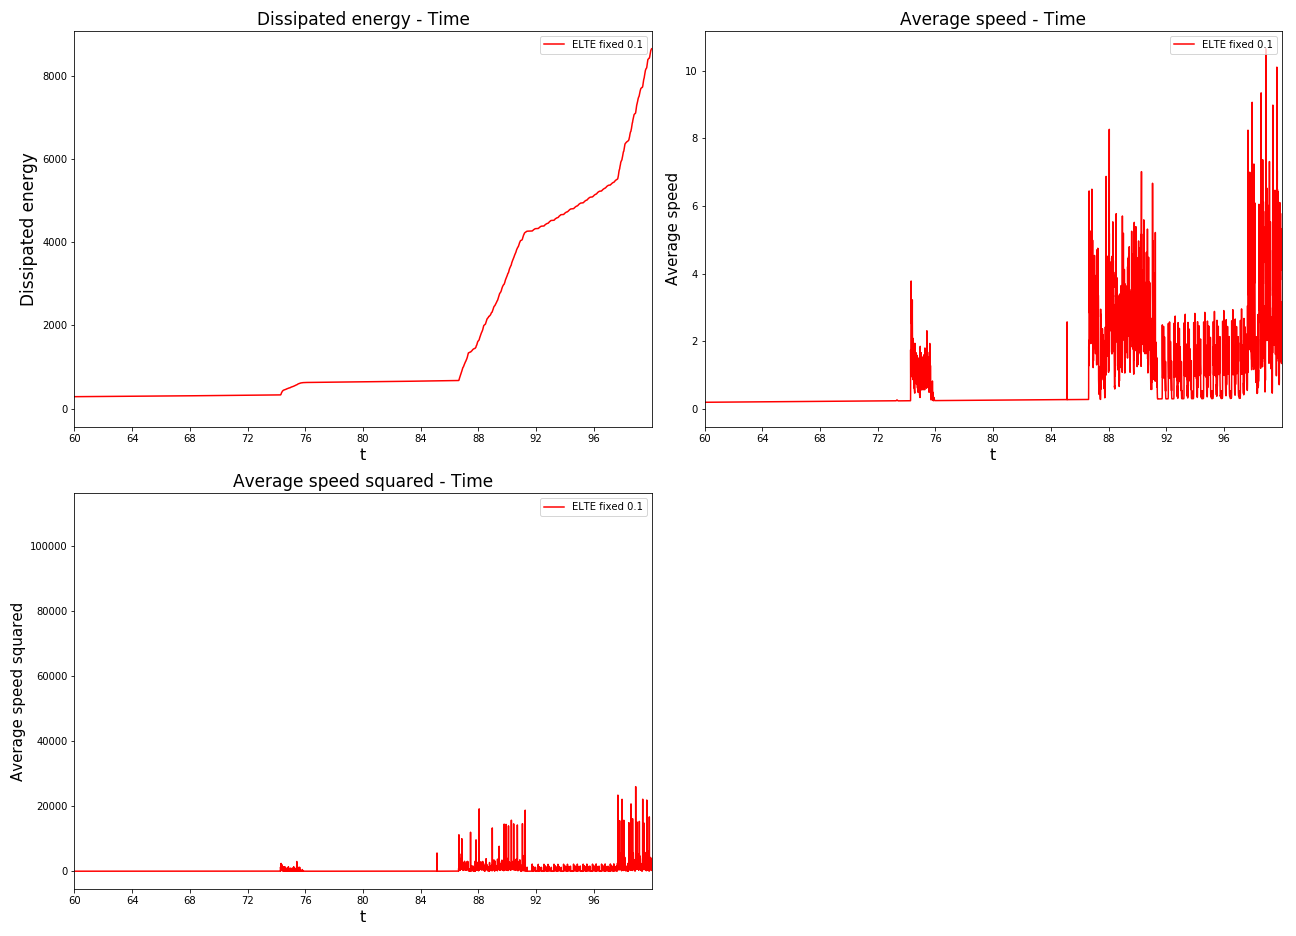 Dissipated energy - Time
ELTE fixed 0.1
Dissipated energy
8000
6000
4000
2000
0
60 64 68 72 76 80 84 88 92 96
t
Average speed - Time
ELTE fixed 0.1
Average speed
10
8
6
4
2
0
60 64 68 72 76 80 84 88 92 96
t
Average speed squared - Time
ELTE fixed 0.1
Average speed squared
100000
80000
60000
40000
20000
0
60 64 68 72 76 80 84 88 92 96
t